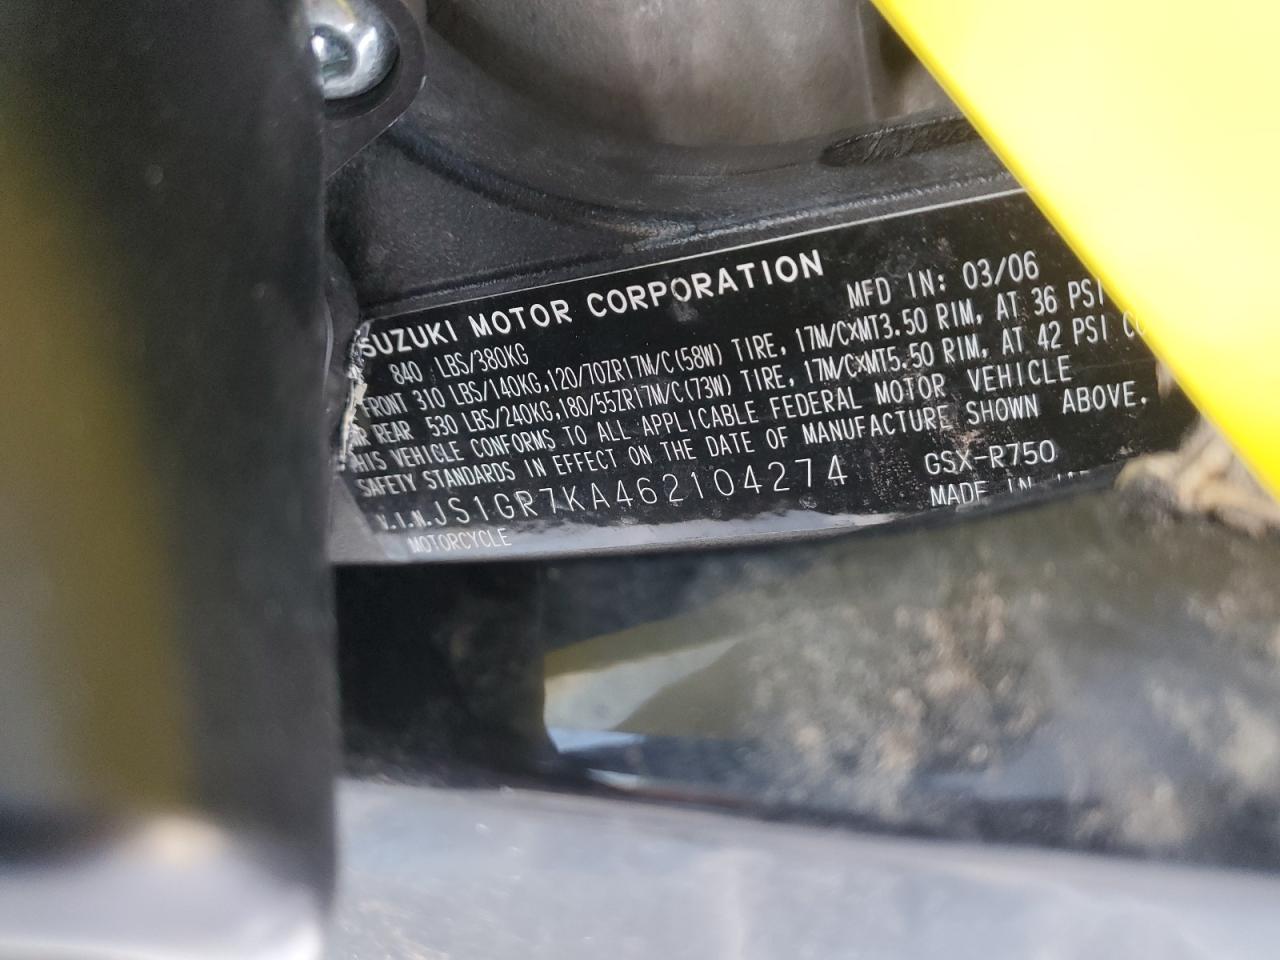 SUZUKI MOTOR CORPORATION
MFD IN: 03/06
840 LBS/380KG
FRONT 310 LBS/140KG,120/70ZR17M/C(58W) TIRE, 17M/CxMT3.50 RIM, AT 36 PSI
REAR 530 LBS/240KG,180/55ZR17M/C(73W) TIRE, 17M/CxMT5.50 RIM, AT 42 PSI
THIS VEHICLE CONFORMS TO ALL APPLICABLE FEDERAL MOTOR VEHICLE
SAFETY STANDARDS IN EFFECT ON THE DATE OF MANUFACTURE SHOWN ABOVE.
V.I.N. JS1GR7KA462104274 GSX-R750
MOTORCYCLE MADE IN